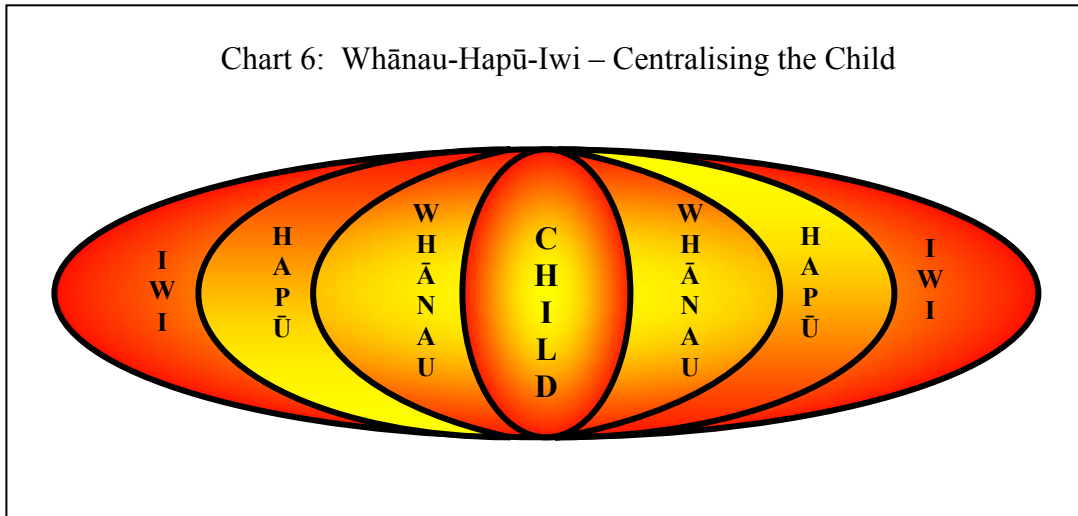 Chart 6: Whānau-Hapū-Iwi – Centralising the Child
IWI
HAPŪ
WHĀNAU
CHILD
WHĀNAU
HAPŪ
IWI